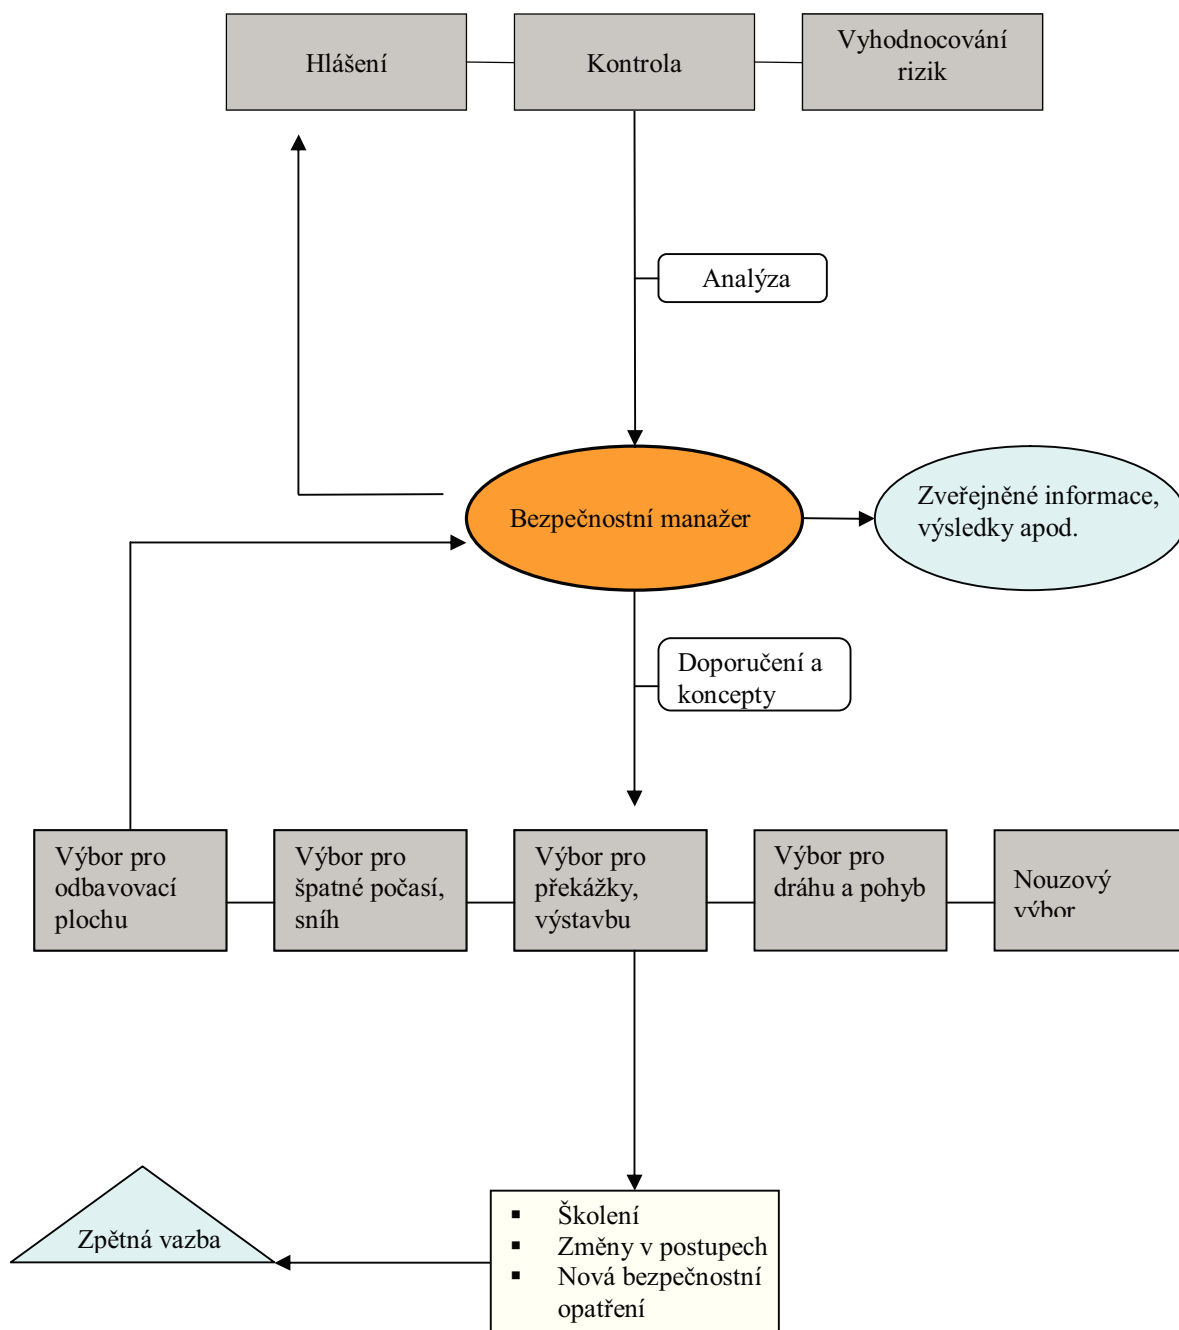 Hlášení
Kontrola
Vyhodnocování
rizik
Analýza
Bezpečnostní manažer
Zveřejněné informace,
výsledky apod.
Doporučení a
koncepty
Výbor pro
odbavovací
plochu
Výbor pro
špatné počasí,
sníh
Výbor pro
překážky,
výstavbu
Výbor pro
dráhu a pohyb
Nouzový
výbor
Zpětná vazba
▪ Školení
▪ Změny v postupech
▪ Nová bezpečnostní
opatření